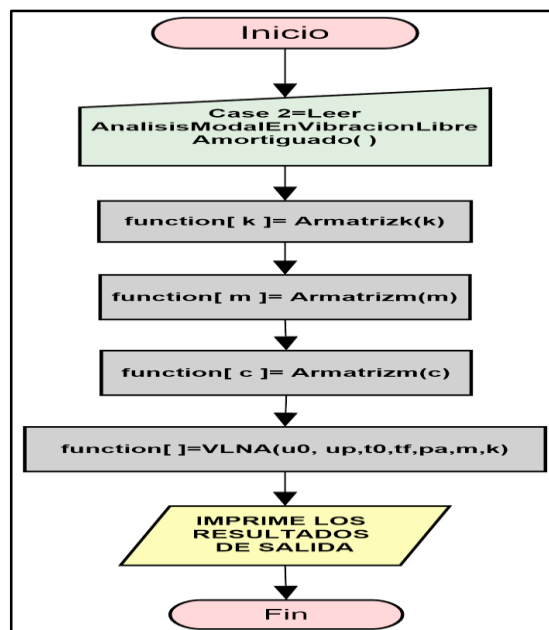 Inicio
Case 2=Leer
AnalisisModalEnVibracionLibre
Amortiguado( )
function[ k ]= Armatrizk(k)
function[ m ]= Armatrizm(m)
function[ c ]= Armatrizm(c)
function[ ]=VLNA(u0, up,t0,tf,pa,m,k)
IMPRIME LOS
RESULTADOS
DE SALIDA
Fin